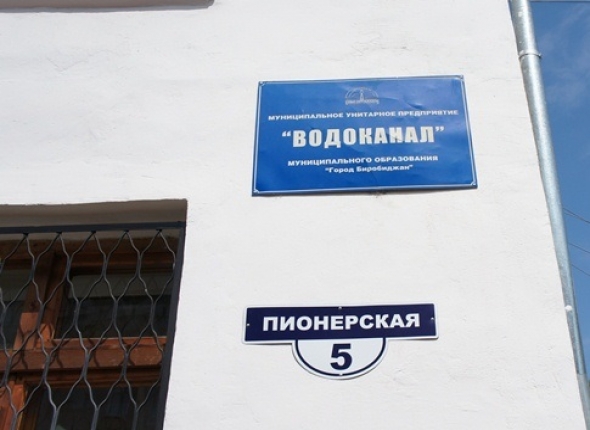 МУНИЦИПАЛЬНОЕ УНИТАРНОЕ ПРЕДПРИЯТИЕ
"ВОДОКАНАЛ"
МУНИЦИПАЛЬНОГО ОБРАЗОВАНИЯ
"Город Биробиджан"
ПИОНЕРСКАЯ
5